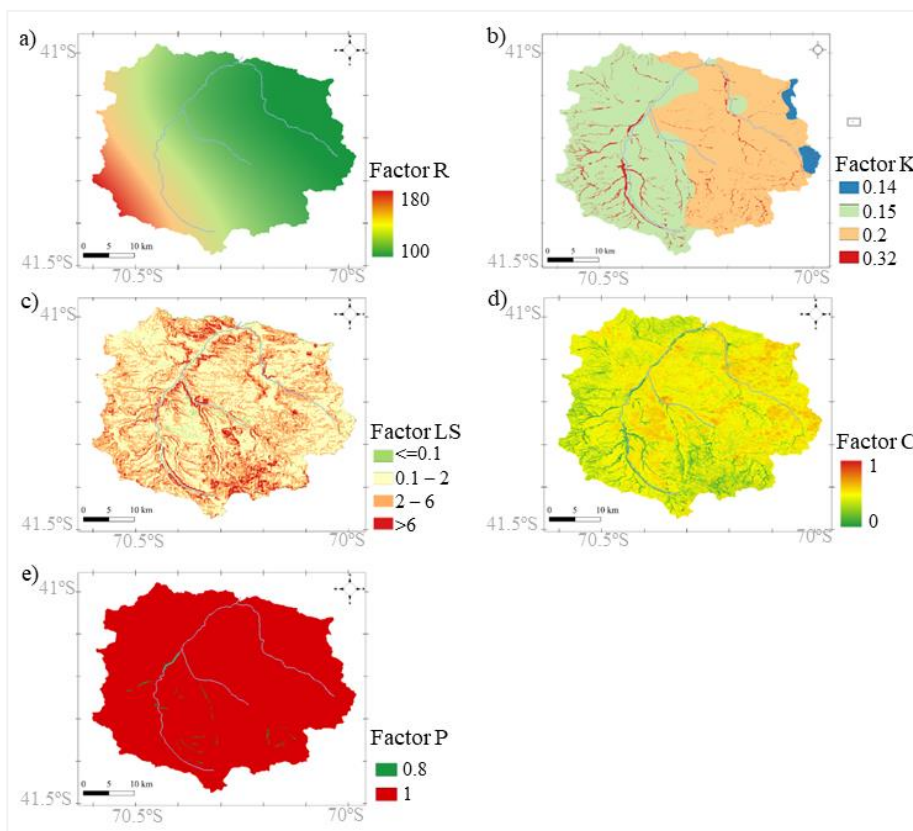 a)
41°S
Factor R
180
100
0 5 10 km
41.5°S
70.5°S
70°S
b)
41°S
Factor K
0.14
0.15
0.2
0.32
0 5 10 km
41.5°S
70.5°S
70°S
c)
41°S
Factor LS
<=0.1
0.1 – 2
2 – 6
>6
0 5 10 km
41.5°S
70.5°S
70°S
d)
41°S
Factor C
1
0
0 5 10 km
41.5°S
70.5°S
70°S
e)
41°S
Factor P
0.8
1
0 5 10 km
41.5°S
70.5°S
70°S